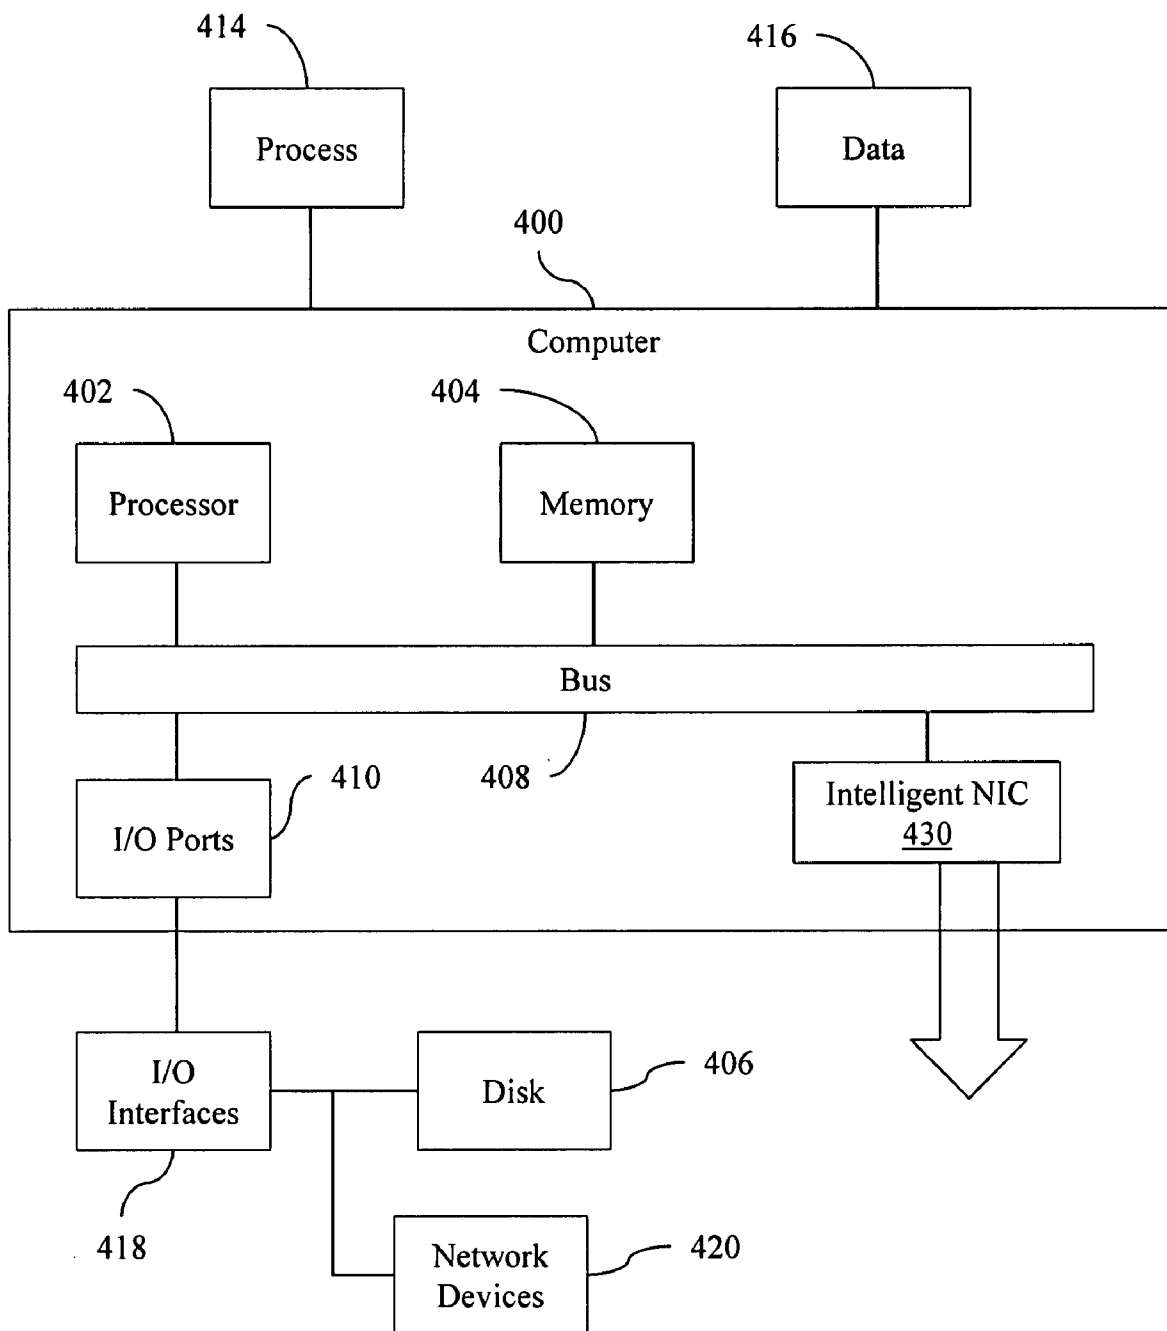 414
416
Process
Data
400
Computer
402
404
Processor
Memory
Bus
410
408
I/O Ports
Intelligent NIC
430
I/O
Interfaces
Disk
406
418
Network
Devices
420